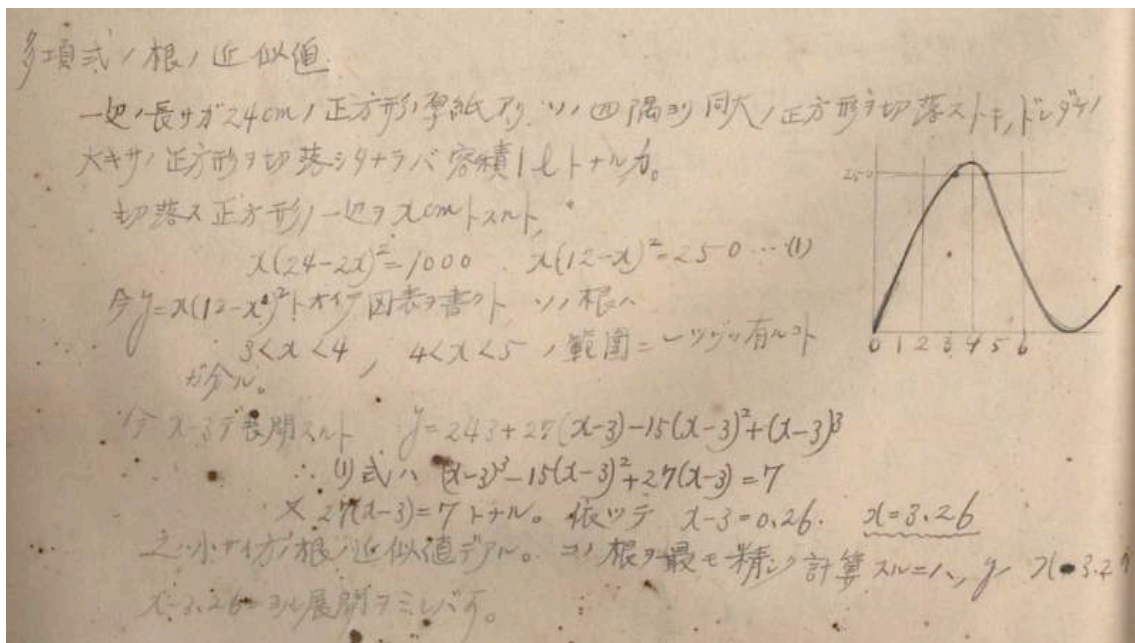 多項式ノ根ノ近似値
一辺ノ長サガ24cmノ正方形ノ厚紙アリ ソノ四隅ヨリ同大ノ正方形ヲ切落ストキ,ドレダケノ
大キサノ正方形ヲ切落シタナラバ容積1lトナルカ。
切落ス正方形ノ一辺ヲxcmトスルト,
x(24-2x)²=1000 x(12-x)²=250…(1)
今y=x(12-x)²トオイテ図表ヲ書クト ソノ根ハ
3<x<4, 4<x<5ノ範囲ニ一ツヅツ有ルコト
ガ分ル。
今x-3デ展開スルト y=243+27(x-3)-15(x-3)²+(x-3)³
∴(1)式ハ (x-3)³-15(x-3)²+27(x-3)=7
27(x-3)=7トナル。依ツテ x-3=0.26. x=3.26
之ハ小サイ方ノ根ノ近似値デアル。コノ根ヲ最モ精シク計算スルニハ, yノ
x-3.26ニヨル展開ヲミレバヨイ。
250
0 1 2 3 4 5 6